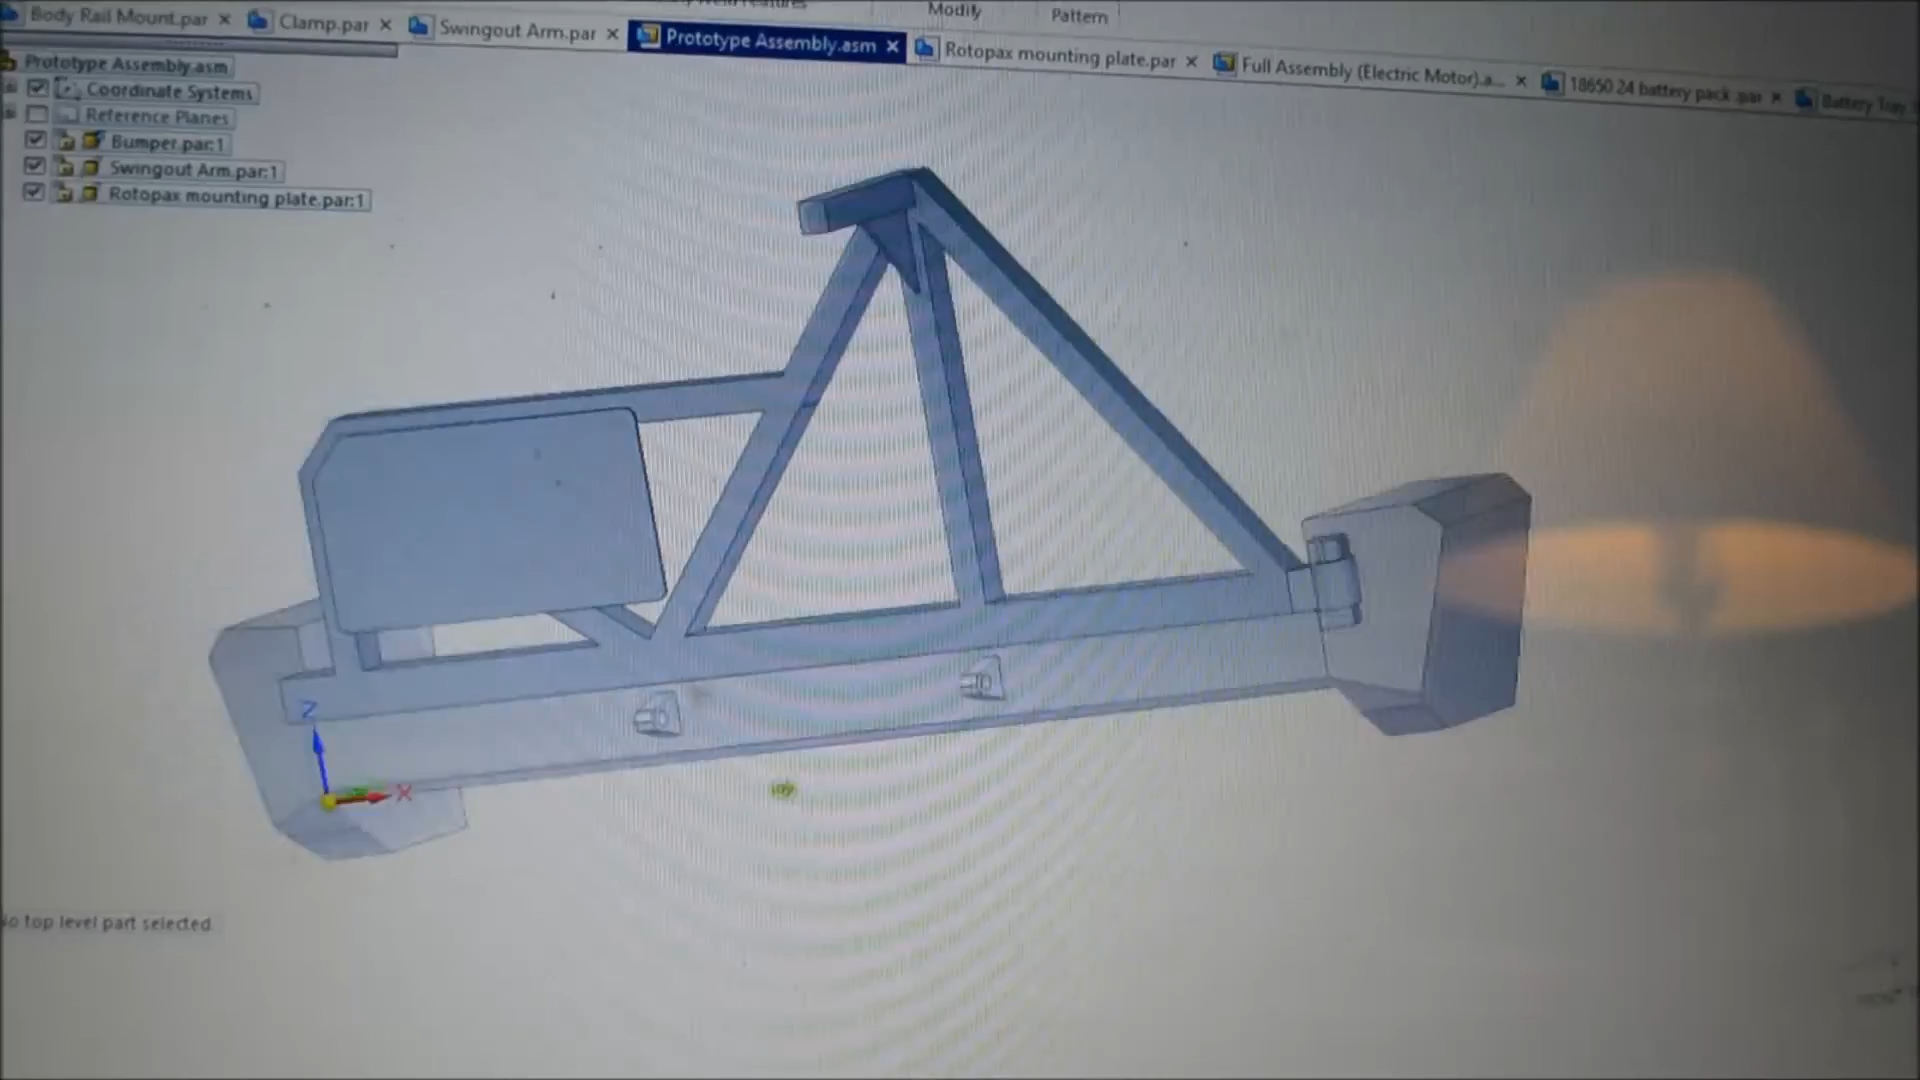 Modify
Pattern
Body Rail Mount.par
Clamp.par
Swingout Arm.par
Prototype Assembly.asm
Rotopax mounting plate.par
Full Assembly (Electric Motor).a...
18650 24 battery pack .par
Battery Tray
Prototype Assembly.asm
Coordinate Systems
Reference Planes
Bumper.par:1
Swingout Arm.par:1
Rotopax mounting plate.par:1
Z
X
top level part selected.